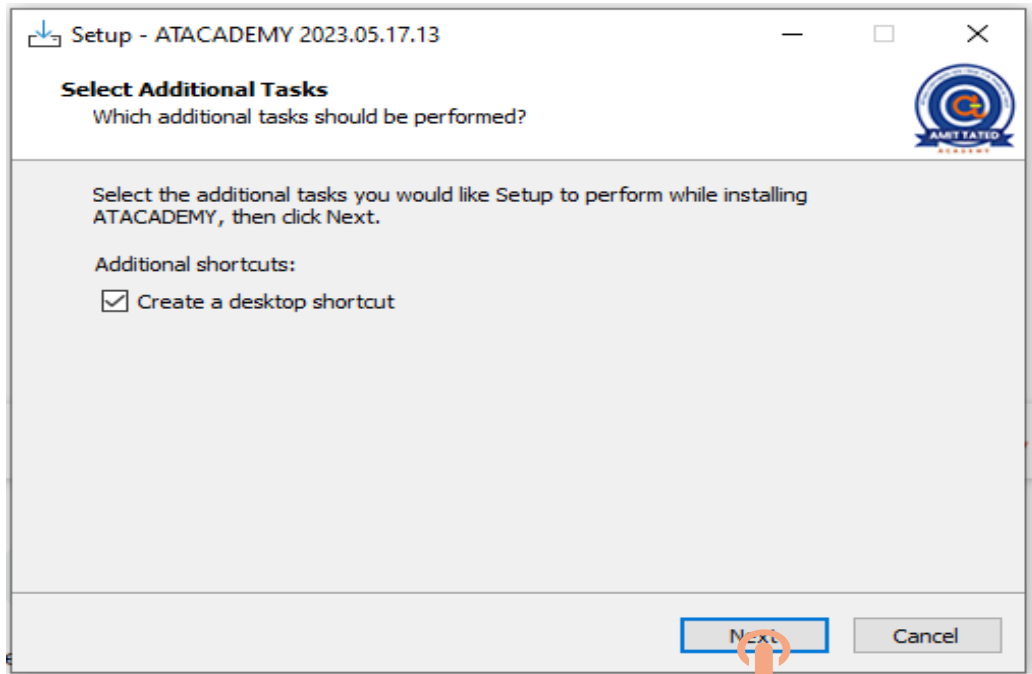 Setup - ATACADEMY 2023.05.17.13
Select Additional Tasks
Which additional tasks should be performed?
AMIT TATED
ACADEMY
Select the additional tasks you would like Setup to perform while installing
ATACADEMY, then click Next.
Additional shortcuts:
Create a desktop shortcut
Next
Cancel